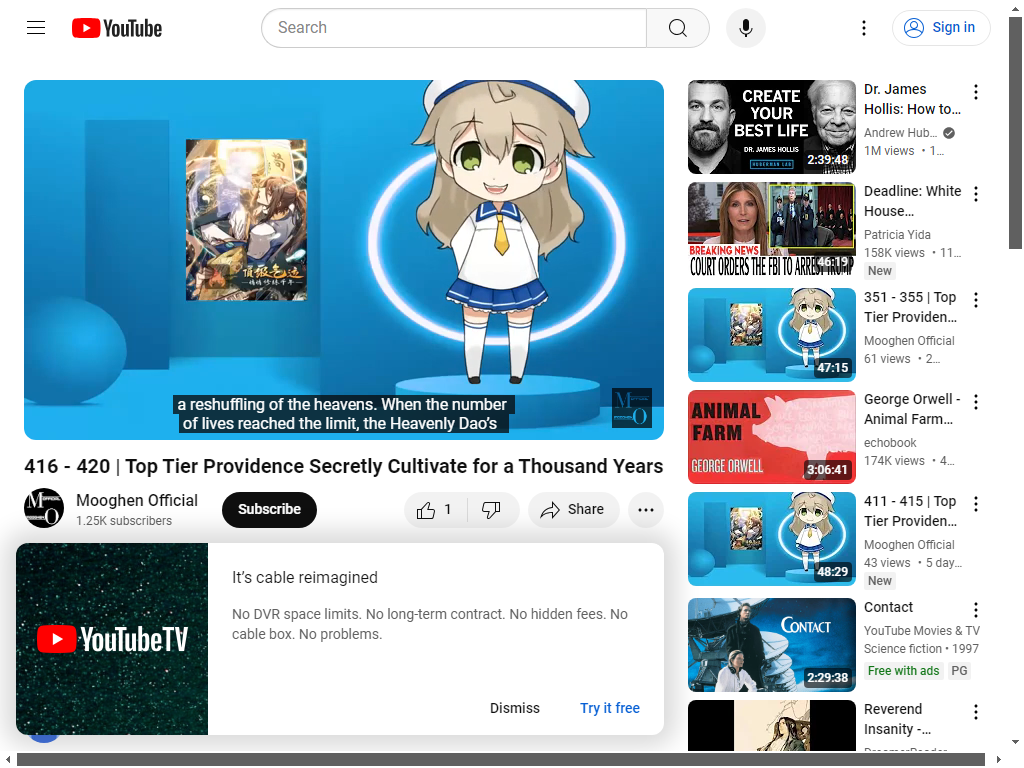 YouTube
Search
Sign in
a reshuffling of the heavens. When the number
of lives reached the limit, the Heavenly Dao's
416 - 420 | Top Tier Providence Secretly Cultivate for a Thousand Years
Mooghen Official
1.25K subscribers
Subscribe
1
Share
YouTubeTV
It's cable reimagined
No DVR space limits. No long-term contract. No hidden fees. No
cable box. No problems.
Dismiss
Try it free
CREATE
YOUR
BEST LIFE
DR. JAMES HOLLIS
HUBERMAN LAB
2:39:48
Dr. James
Hollis: How to...
Andrew Hub...
1M views • 1...
BREAKING NEWS
COURT ORDERS THE FBI TO ARREST TRUMP
46:19
Deadline: White
House...
Patricia Yida
158K views • 11...
New
47:15
351 - 355 | Top
Tier Providen...
Mooghen Official
61 views • 2...
ANIMAL
FARM
GEORGE ORWELL
3:06:41
George Orwell -
Animal Farm...
echobook
174K views • 4...
48:29
411 - 415 | Top
Tier Providen...
Mooghen Official
43 views • 5 day...
New
CONTACT
2:29:38
Contact
YouTube Movies & TV
Science fiction • 1997
Free with ads
PG
Reverend
Insanity -...